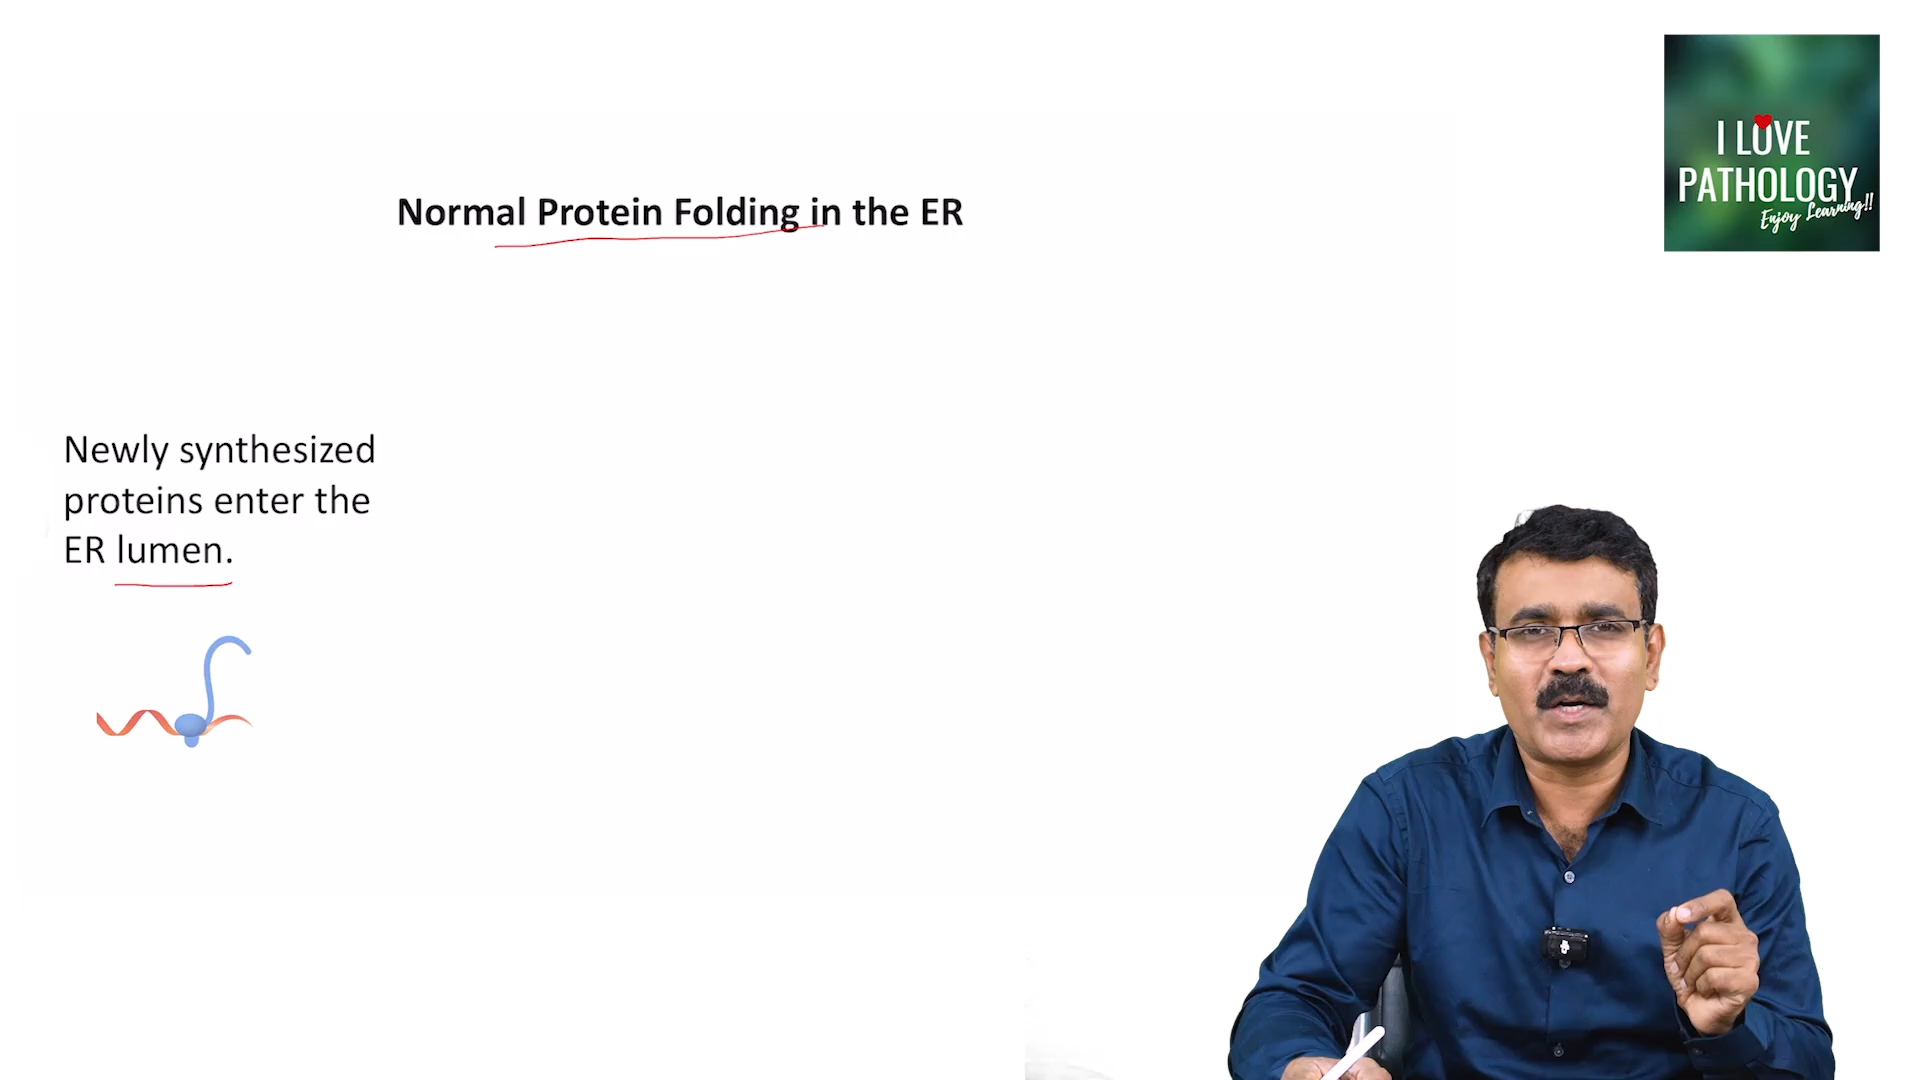 I LOVE
PATHOLOGY
Enjoy Learning!!
Normal Protein Folding in the ER
Newly synthesized
proteins enter the
ER lumen.